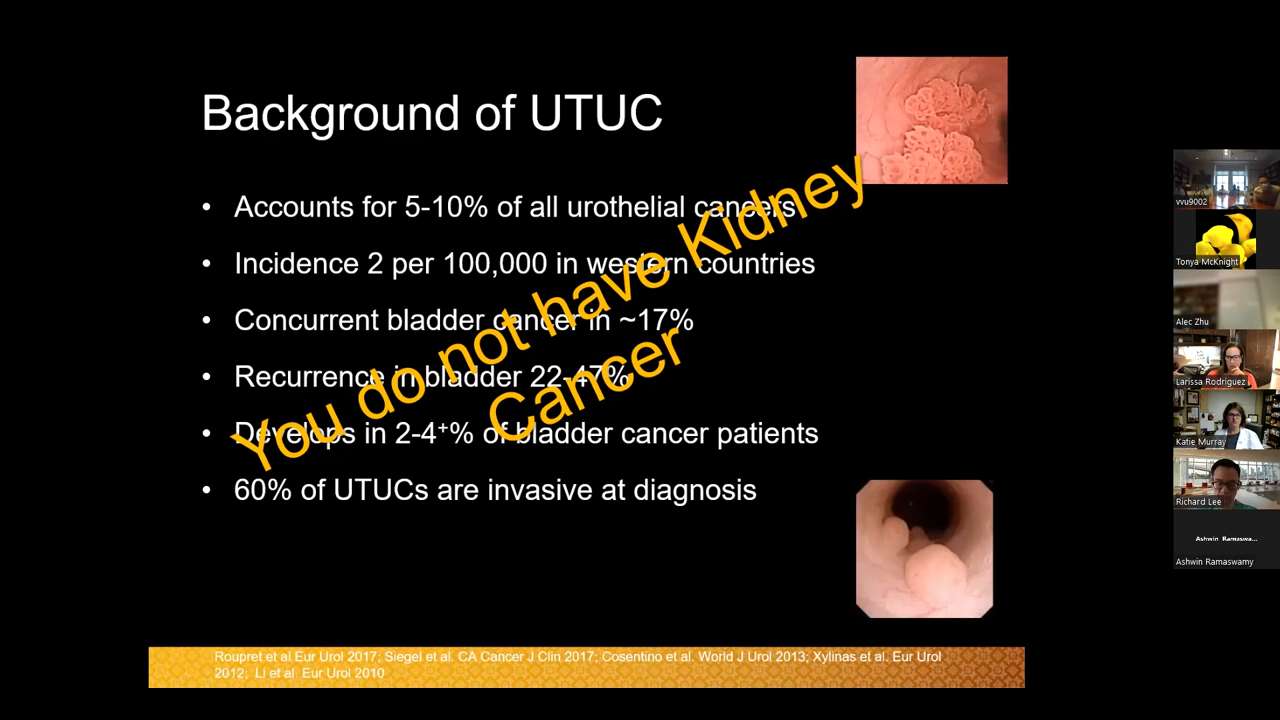 Background of UTUC
• Accounts for 5-10% of all urothelial cancers
• Incidence 2 per 100,000 in western countries
• Concurrent bladder cancer in ~17%
• Recurrence in bladder 22-47%
• Develops in 2-4⁺% of bladder cancer patients
• 60% of UTUCs are invasive at diagnosis
You do not have Kidney
Cancer
Roupret et al Eur Urol 2017; Siegel et al. CA Cancer J Clin 2017; Cosentino et al. World J Urol 2013; Xylinas et al. Eur Urol
2012; Li et al. Eur Urol 2010
vvu9002
Tonya McKnight
Alec Zhu
Larissa Rodriguez
Katie Murray
Richard Lee
Ashwin Ramaswa...
Ashwin Ramaswamy